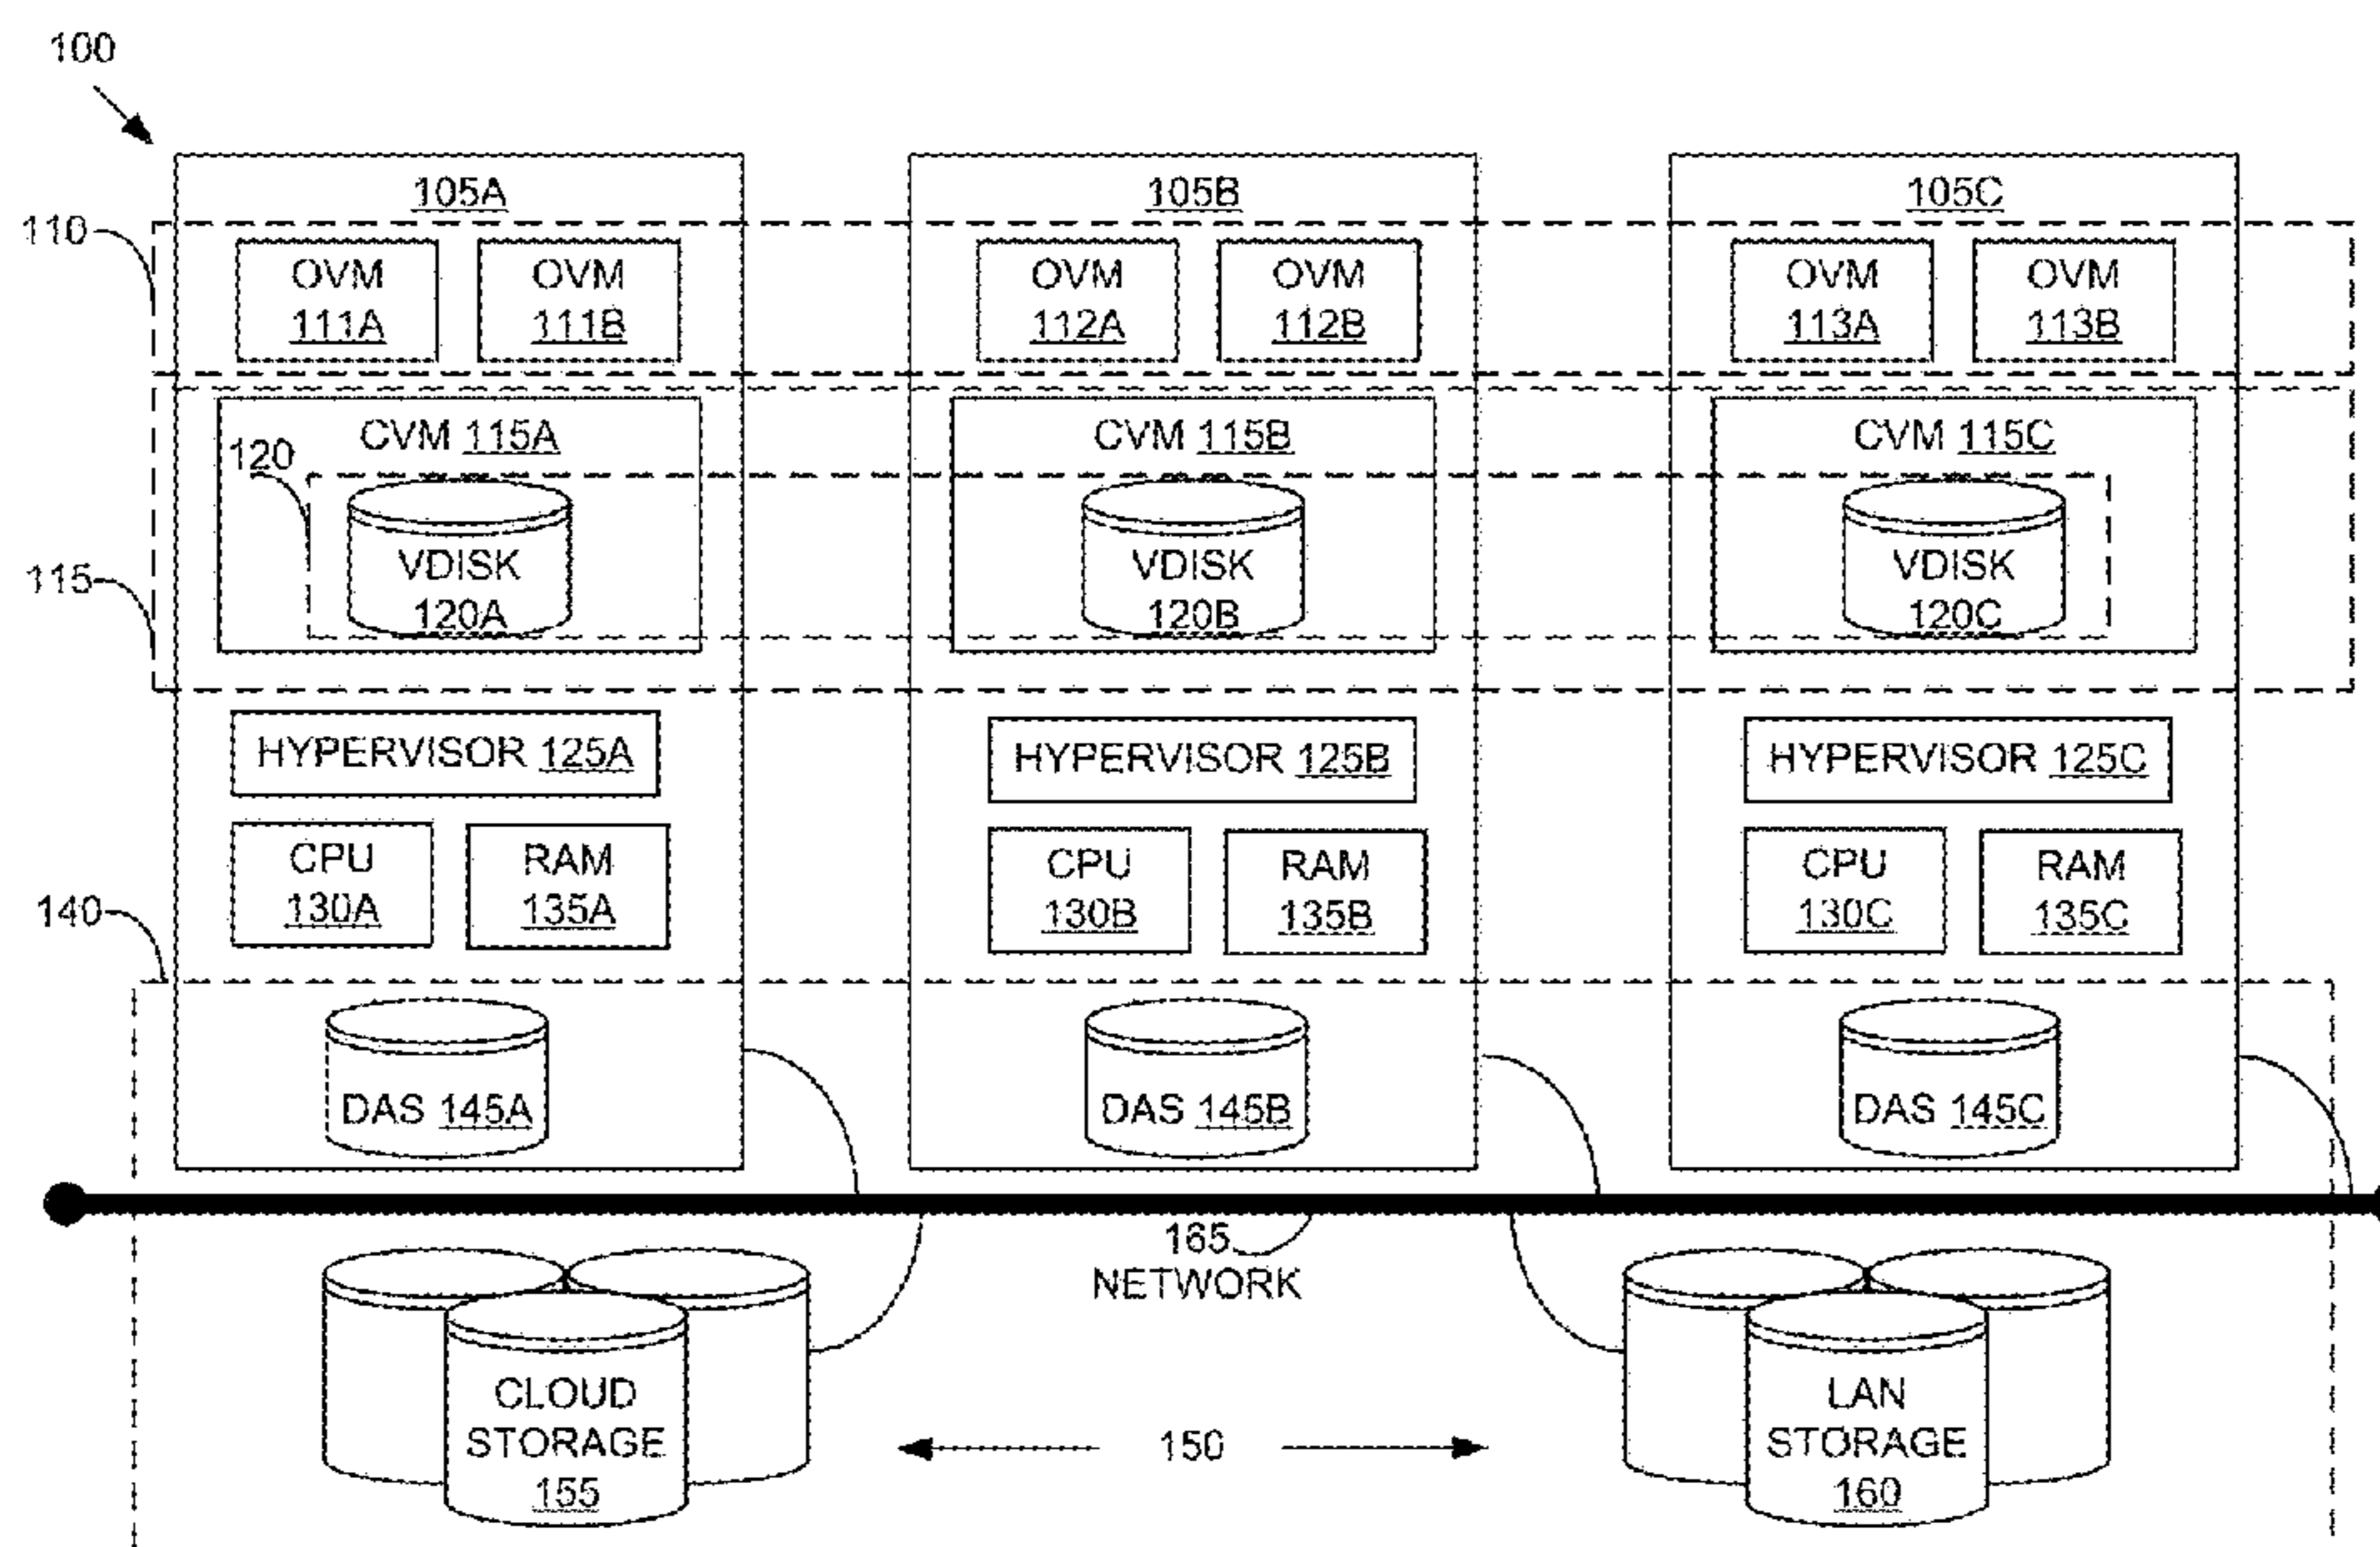 100
105A
105B
105C
110
OVM
111A
OVM
111B
OVM
112A
OVM
112B
OVM
113A
OVM
113B
115
CVM 115A
CVM 115B
CVM 115C
120
VDISK
120A
VDISK
120B
VDISK
120C
HYPERVISOR 125A
HYPERVISOR 125B
HYPERVISOR 125C
CPU
130A
RAM
135A
CPU
130B
RAM
135B
CPU
130C
RAM
135C
140
DAS 145A
DAS 145B
DAS 145C
165
NETWORK
CLOUD
STORAGE
155
150
LAN
STORAGE
160